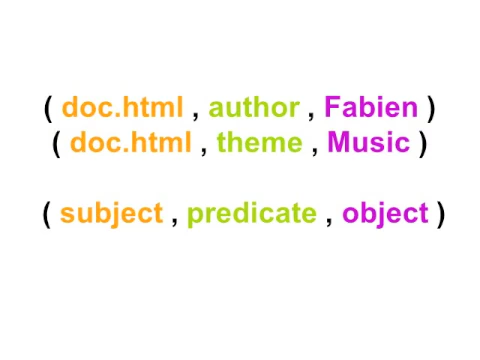 ( doc.html , author , Fabien )
( doc.html , theme , Music )
( subject , predicate , object )